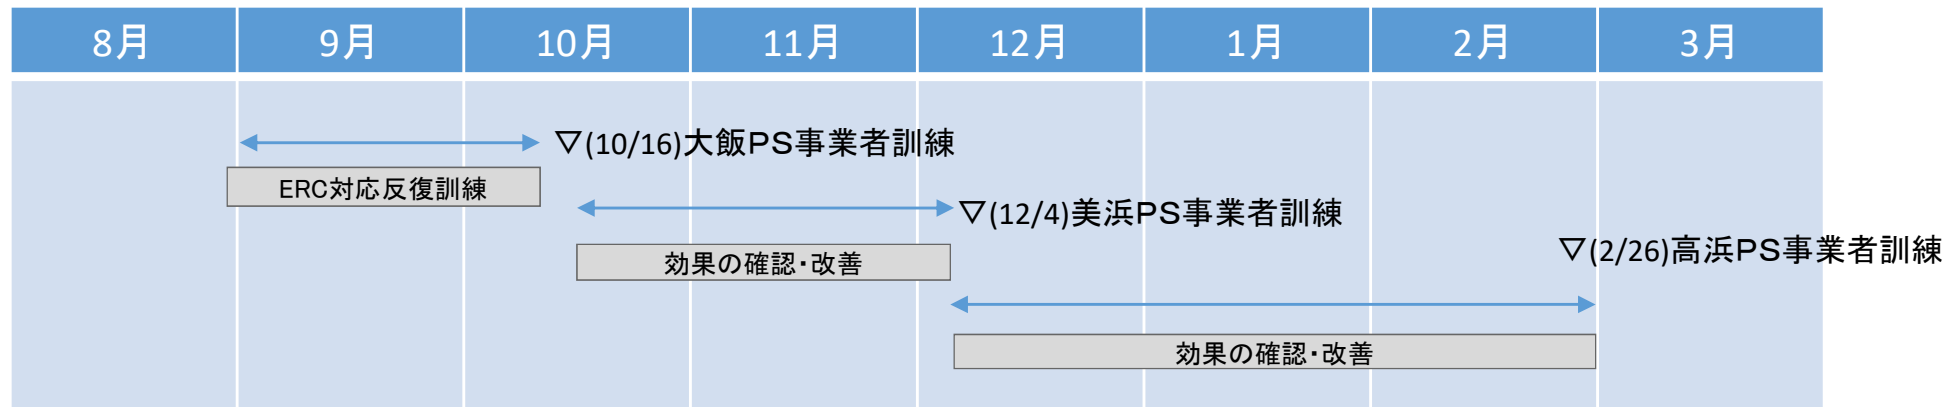 8月 9月 10月 11月 12月 1月 2月 3月
▽(10/16)大飯PS事業者訓練
ERC対応反復訓練
▽(12/4)美浜PS事業者訓練
効果の確認・改善
▽(2/26)高浜PS事業者訓練
効果の確認・改善